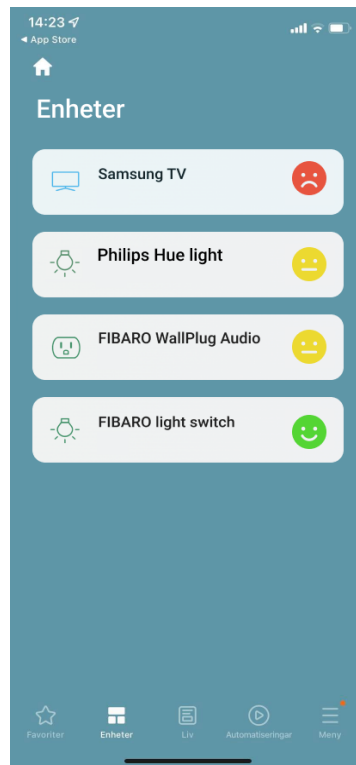 14:23
◀ App Store
Enheter
Samsung TV
Philips Hue light
FIBARO WallPlug Audio
FIBARO light switch
Favoriter Enheter Liv Automatiseringar Meny